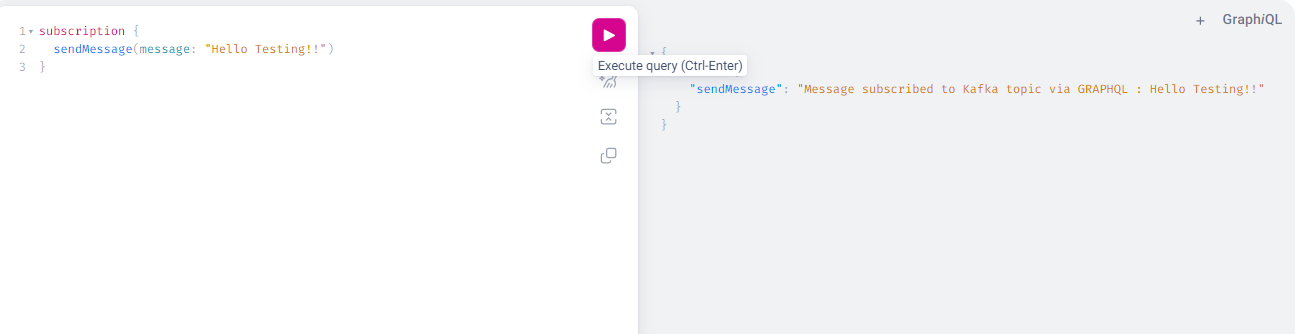 1 subscription {
2 sendMessage(message: "Hello Testing!!")
3 }
Execute query (Ctrl-Enter)
+ GraphiQL
{
"sendMessage": "Message subscribed to Kafka topic via GRAPHQL : Hello Testing!!"
}
}